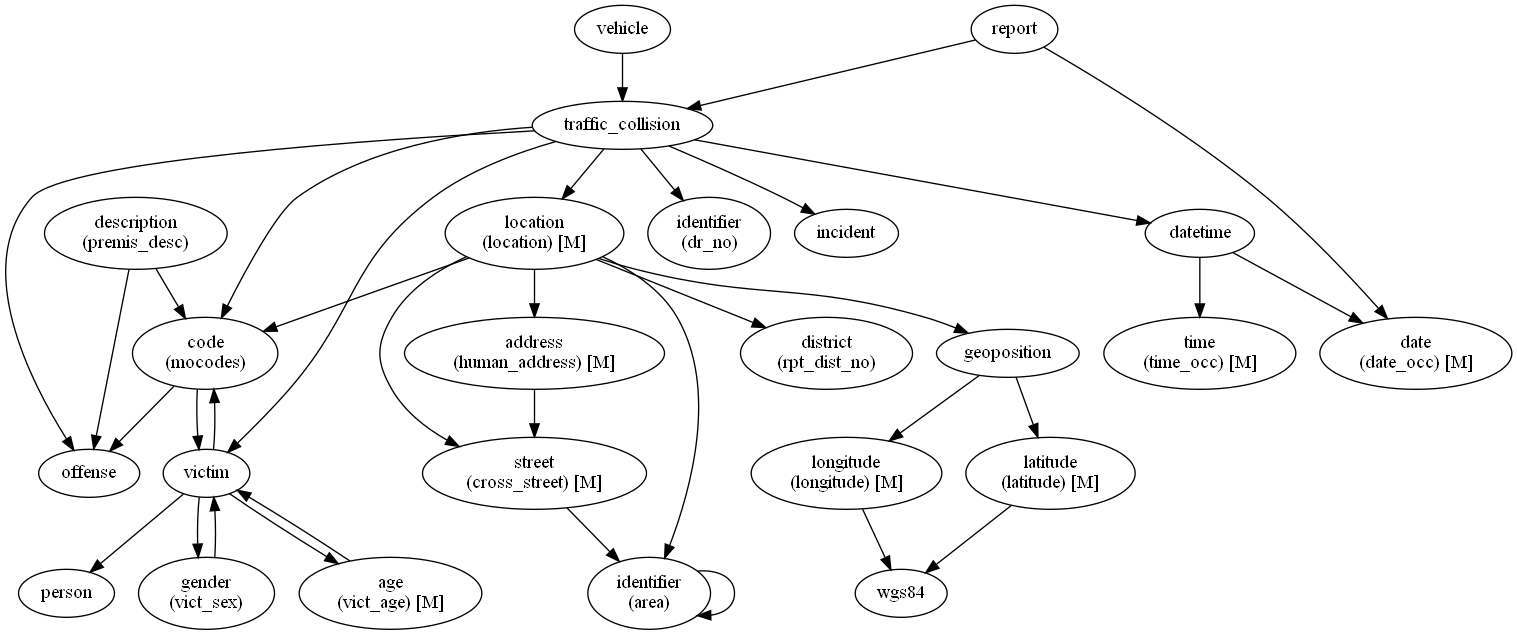 vehicle
report
traffic_collision
description
(premis_desc)
location
(location) [M]
identifier
(dr_no)
incident
datetime
code
(mocodes)
address
(human_address) [M]
district
(rpt_dist_no)
geoposition
time
(time_occ) [M]
date
(date_occ) [M]
offense
victim
street
(cross_street) [M]
longitude
(longitude) [M]
latitude
(latitude) [M]
person
gender
(vict_sex)
age
(vict_age) [M]
identifier
(area)
wgs84